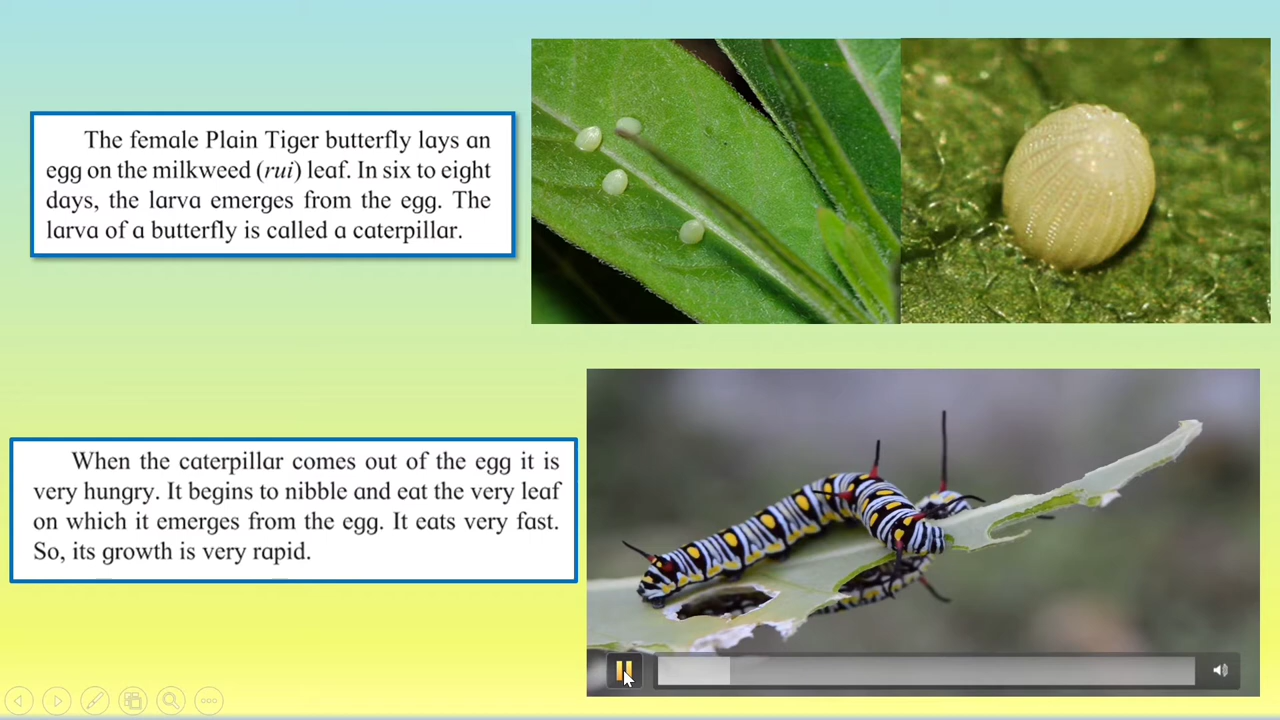 The female Plain Tiger butterfly lays an
egg on the milkweed (rui) leaf. In six to eight
days, the larva emerges from the egg. The
larva of a butterfly is called a caterpillar.
When the caterpillar comes out of the egg it is
very hungry. It begins to nibble and eat the very leaf
on which it emerges from the egg. It eats very fast.
So, its growth is very rapid.